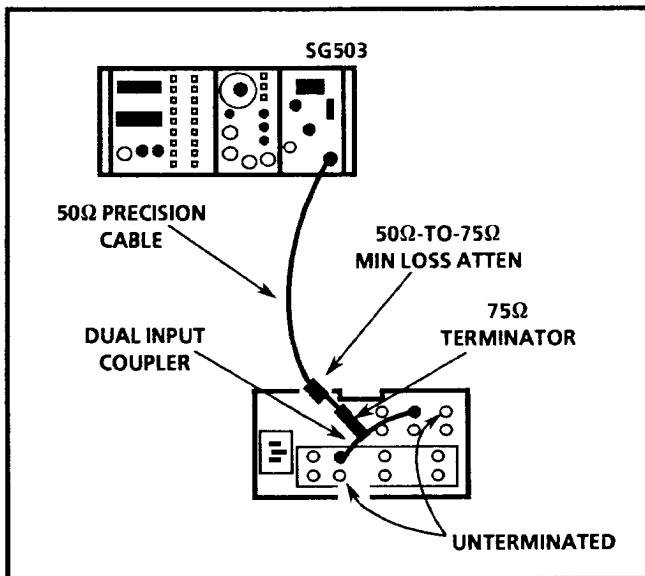 SG503
50Ω PRECISION
CABLE
50Ω-TO-75Ω
MIN LOSS ATTEN
75Ω
TERMINATOR
DUAL INPUT
COUPLER
UNTERMINATED